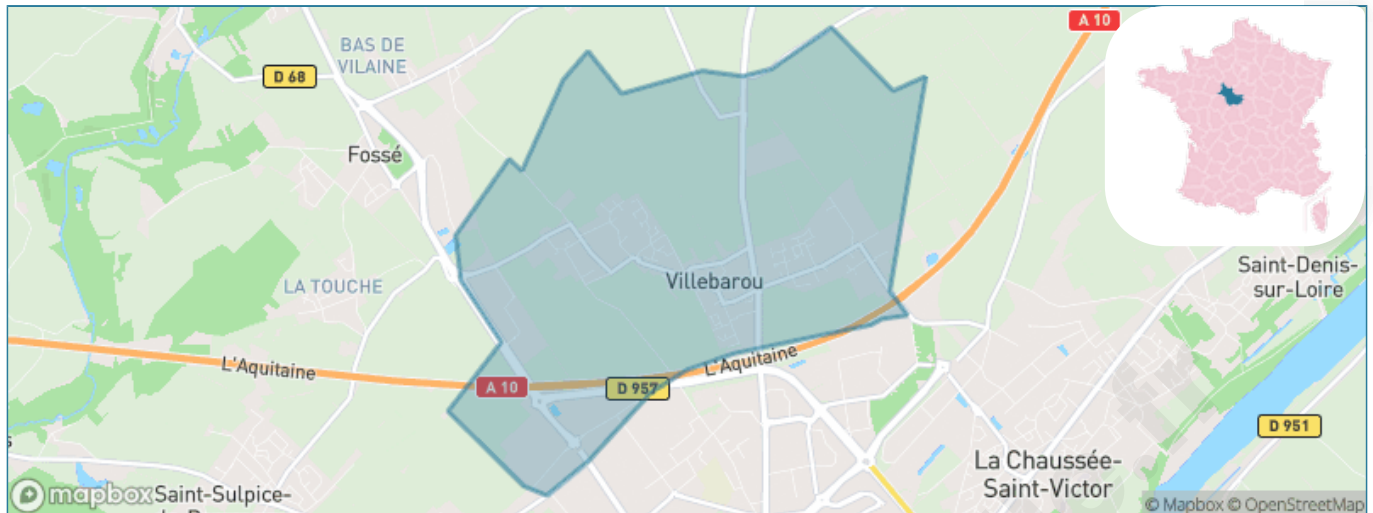 A 10
BAS DE
VILAINE
D 68
Fossé
Saint-Denis-
sur-Loire
Villebarou
LA TOUCHE
L'Aquitaine
L'Aquitaine
A 10
D 957
D 951
La Chaussée-
Saint-Victor
mapbox
Saint-Sulpice-
© Mapbox © OpenStreetMap